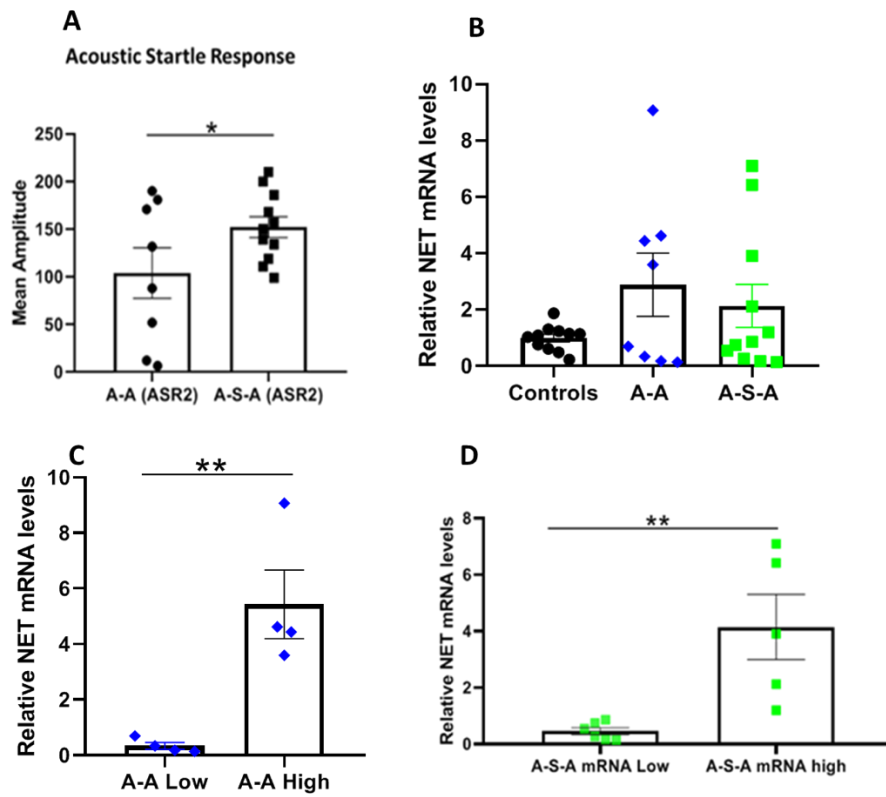 A
Acoustic Startle Response
*
Mean Amplitude
250
200
150
100
50
0
A-A (ASR2)
A-S-A (ASR2)
B
Relative NET mRNA levels
10
8
6
4
2
0
Controls
A-A
A-S-A
C
**
Relative NET mRNA levels
10
8
6
4
2
0
A-A Low
A-A High
D
**
Relative NET mRNA levels
8
6
4
2
0
A-S-A mRNA Low
A-S-A mRNA high